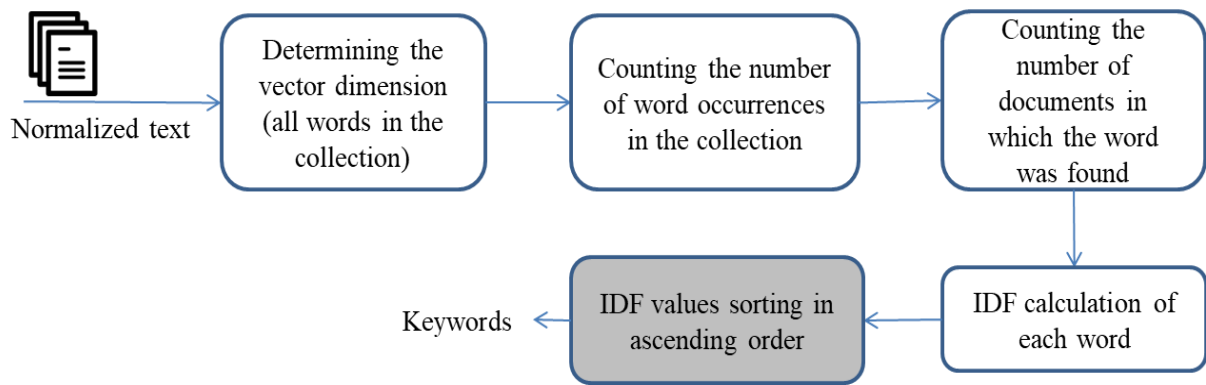 Normalized text
Determining the
vector dimension
(all words in the
collection)
Counting the number
of word occurrences
in the collection
Counting the
number of
documents in
which the word
was found
IDF calculation of
each word
IDF values sorting in
ascending order
Keywords